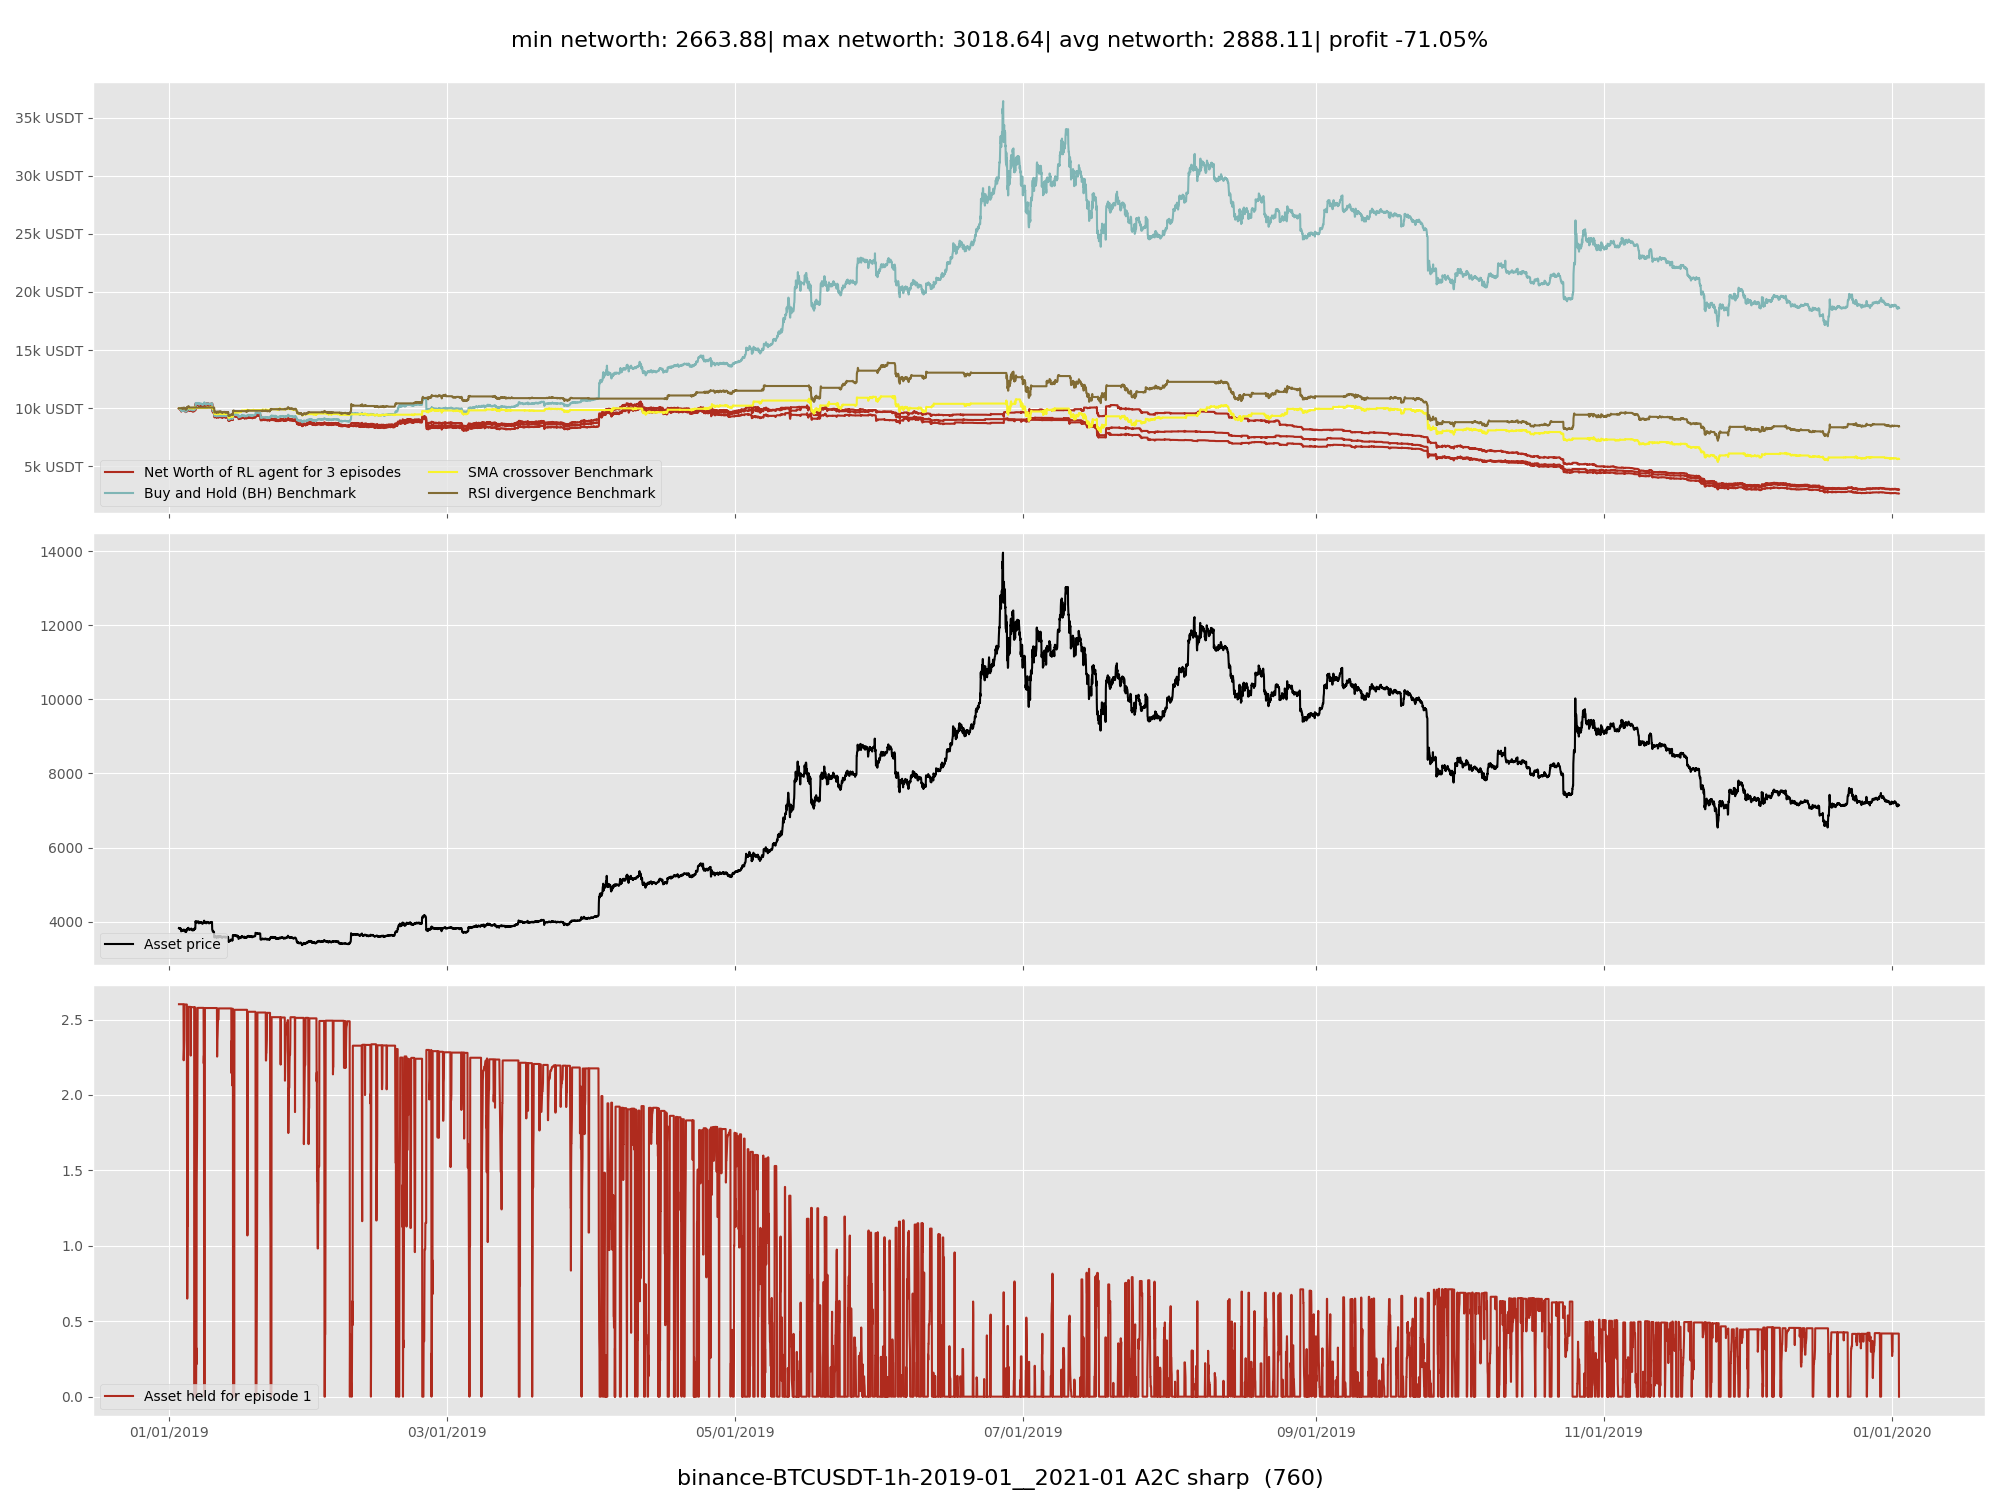 min networth: 2663.88| max networth: 3018.64| avg networth: 2888.11| profit -71.05%
35k USDT
30k USDT
25k USDT
20k USDT
15k USDT
10k USDT
5k USDT
Net Worth of RL agent for 3 episodes
Buy and Hold (BH) Benchmark
SMA crossover Benchmark
RSI divergence Benchmark
14000
12000
10000
8000
6000
4000
Asset price
2.5
2.0
1.5
1.0
0.5
0.0
Asset held for episode 1
01/01/2019 03/01/2019 05/01/2019 07/01/2019 09/01/2019 11/01/2019 01/01/2020
binance-BTCUSDT-1h-2019-01__2021-01 A2C sharp (760)